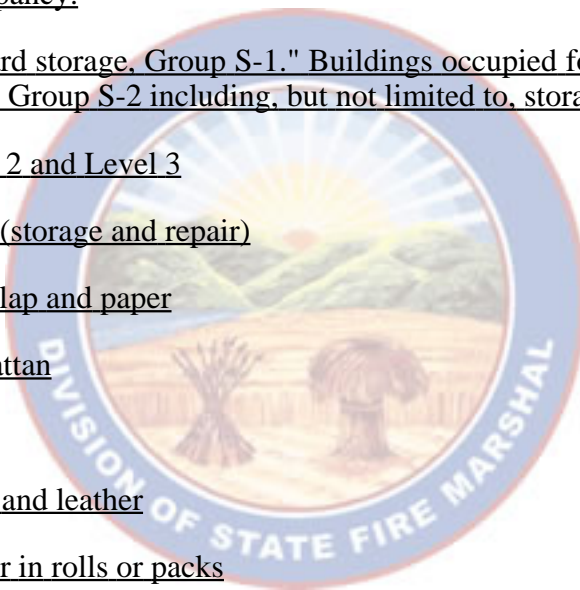 pancy.
rd storage, Group S-1." Buildings occupied fo
Group S-2 including, but not limited to, stora
2 and Level 3
(storage and repair)
lap and paper
attan
and leather
r in rolls or packs
DIVISION OF STATE FIRE MARSHAL